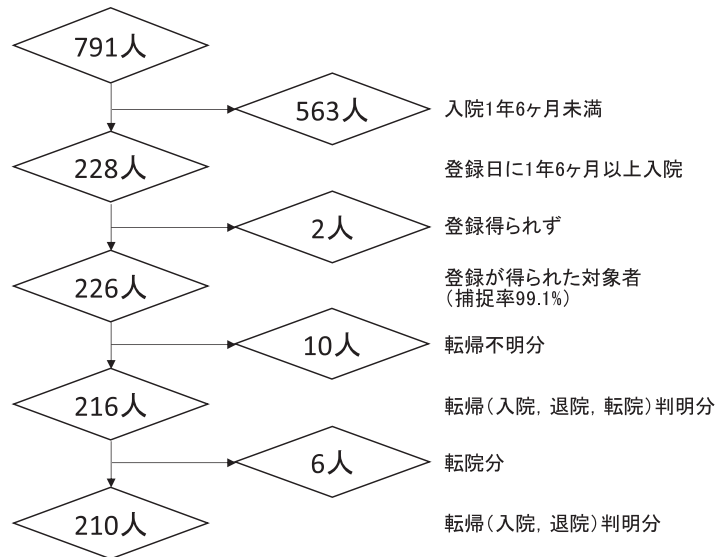 791人
563人 入院1年6ヶ月未満
228人 登録日に1年6ヶ月以上入院
2人 登録得られず
226人 登録が得られた対象者
(捕捉率99.1%)
10人 転帰不明分
216人 転帰(入院, 退院, 転院)判明分
6人 転院分
210人 転帰(入院, 退院)判明分